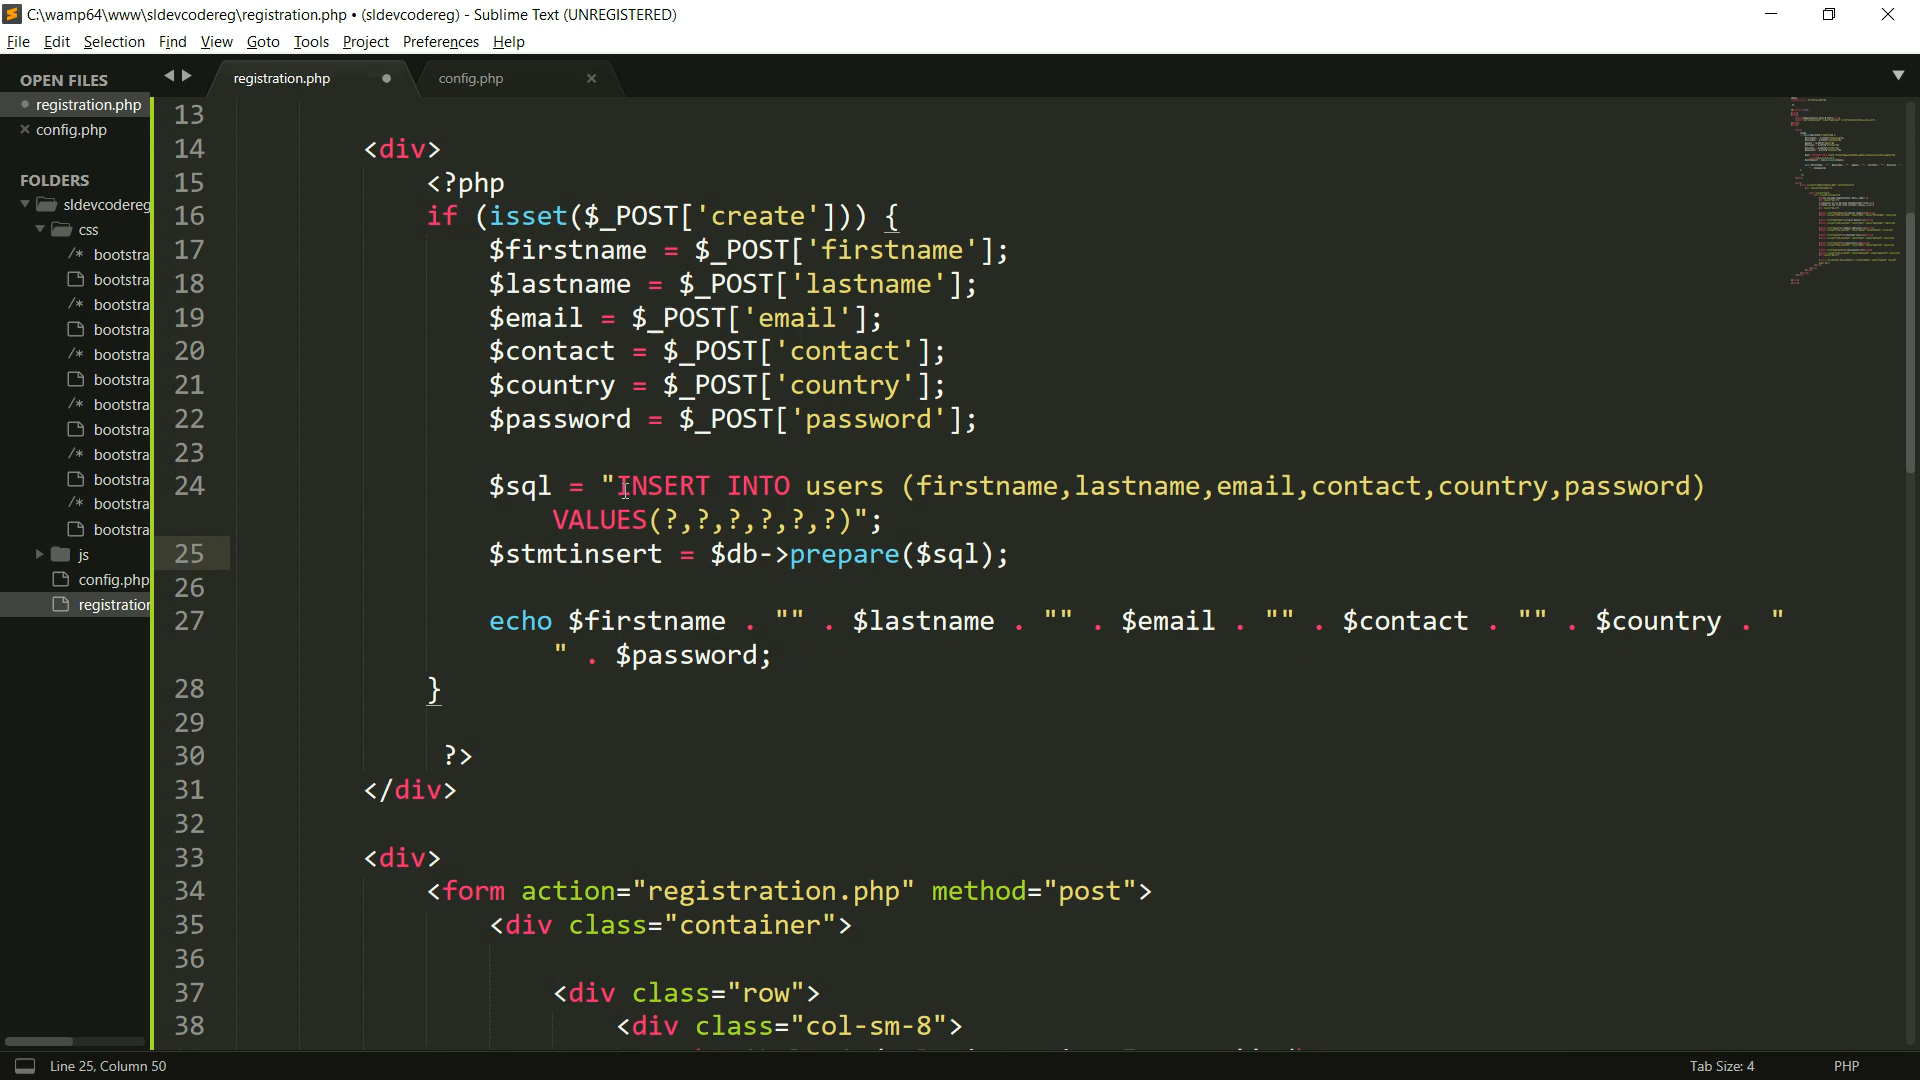 C:\wamp64\www\sldevcodereg\registration.php • (sldevcodereg) - Sublime Text (UNREGISTERED)
File Edit Selection Find View Goto Tools Project Preferences Help
OPEN FILES
registration.php
config.php
FOLDERS
sldevcodereg
css
/* bootstra
bootstra
/* bootstra
bootstra
/* bootstra
bootstra
/* bootstra
bootstra
/* bootstra
bootstra
/* bootstra
bootstra
js
config.php
registration
registration.php config.php
13
14 <div>
15 <?php
16 if (isset($_POST['create'])) {
17 $firstname = $_POST['firstname'];
18 $lastname = $_POST['lastname'];
19 $email = $_POST['email'];
20 $contact = $_POST['contact'];
21 $country = $_POST['country'];
22 $password = $_POST['password'];
23
24 $sql = "INSERT INTO users (firstname,lastname,email,contact,country,password)
VALUES(?,?,?,?,?,?)";
25 $stmtinsert = $db->prepare($sql);
26
27 echo $firstname . "" . $lastname . "" . $email . "" . $contact . "" . $country . "
" . $password;
28 }
29
30 ?>
31 </div>
32
33 <div>
34 <form action="registration.php" method="post">
35 <div class="container">
36
37 <div class="row">
38 <div class="col-sm-8">
Line 25, Column 50 Tab Size: 4 PHP